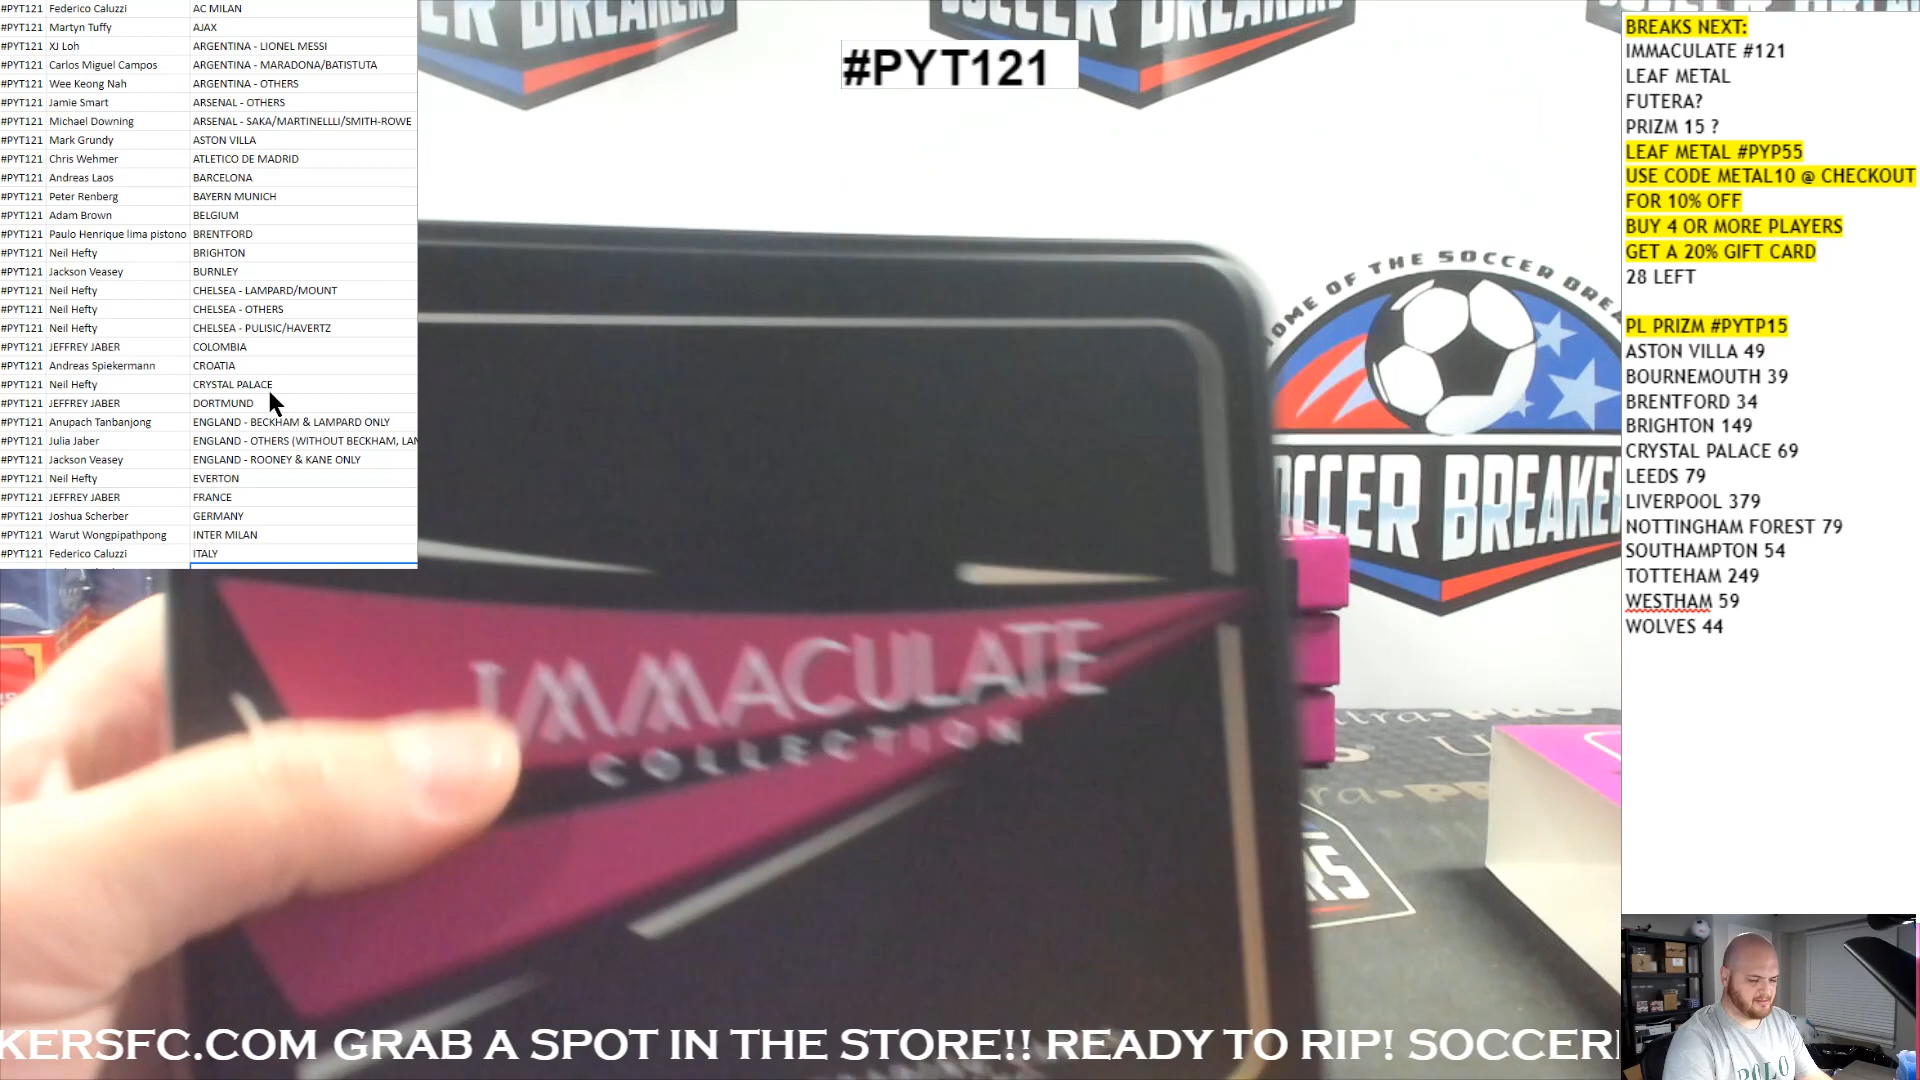 #PYT121 Federico Caluzzi AC MILAN
#PYT121 Martyn Tuffy AJAX
#PYT121 XJ Loh ARGENTINA - LIONEL MESSI
#PYT121 Carlos Miguel Campos ARGENTINA - MARADONA/BATISTUTA
#PYT121 Wee Keong Nah ARGENTINA - OTHERS
#PYT121 Jamie Smart ARSENAL - OTHERS
#PYT121 Michael Downing ARSENAL - SAKA/MARTINELLLI/SMITH-ROWE
#PYT121 Mark Grundy ASTON VILLA
#PYT121 Chris Wehmer ATLETICO DE MADRID
#PYT121 Andreas Laos BARCELONA
#PYT121 Peter Renberg BAYERN MUNICH
#PYT121 Adam Brown BELGIUM
#PYT121 Paulo Henrique lima pistono BRENTFORD
#PYT121 Neil Hefty BRIGHTON
#PYT121 Jackson Veasey BURNLEY
#PYT121 Neil Hefty CHELSEA - LAMPARD/MOUNT
#PYT121 Neil Hefty CHELSEA - OTHERS
#PYT121 Neil Hefty CHELSEA - PULISIC/HAVERTZ
#PYT121 JEFFREY JABER COLOMBIA
#PYT121 Andreas Spiekermann CROATIA
#PYT121 Neil Hefty CRYSTAL PALACE
#PYT121 JEFFREY JABER DORTMUND
#PYT121 Anupach Tanbanjong ENGLAND - BECKHAM & LAMPARD ONLY
#PYT121 Julia Jaber ENGLAND - OTHERS (WITHOUT BECKHAM, LAM
#PYT121 Jackson Veasey ENGLAND - ROONEY & KANE ONLY
#PYT121 Neil Hefty EVERTON
#PYT121 JEFFREY JABER FRANCE
#PYT121 Joshua Scherber GERMANY
#PYT121 Warut Wongpipathpong INTER MILAN
#PYT121 Federico Caluzzi ITALY
#PYT121
SOCCER BREAKERS
HOME OF THE SOCCER BREA
SOCCER BREAKERS
IMMACULATE
COLLECTION
BREAKS NEXT:
IMMACULATE #121
LEAF METAL
FUTERA?
PRIZM 15 ?
LEAF METAL #PYP55
USE CODE METAL10 @ CHECKOUT
FOR 10% OFF
BUY 4 OR MORE PLAYERS
GET A 20% GIFT CARD
28 LEFT
PL PRIZM #PYTP15
ASTON VILLA 49
BOURNEMOUTH 39
BRENTFORD 34
BRIGHTON 149
CRYSTAL PALACE 69
LEEDS 79
LIVERPOOL 379
NOTTINGHAM FOREST 79
SOUTHAMPTON 54
TOTTEHAM 249
WESTHAM 59
WOLVES 44
POLO
KERSFC.COM GRAB A SPOT IN THE STORE!! READY TO RIP! SOCCER